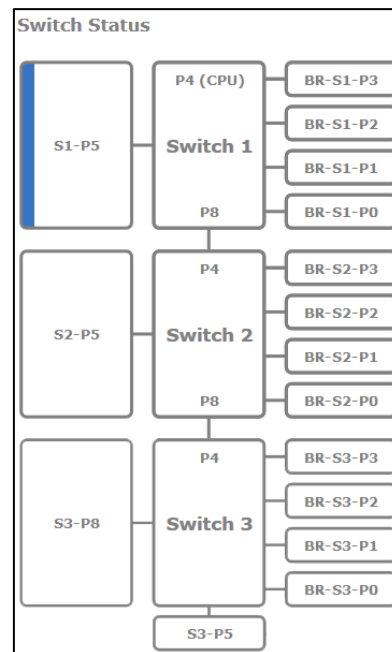 Switch Status
P4 (CPU)
BR-S1-P3
BR-S1-P2
S1-P5
Switch 1
BR-S1-P1
P8
BR-S1-P0
P4
BR-S2-P3
BR-S2-P2
S2-P5
Switch 2
BR-S2-P1
P8
BR-S2-P0
P4
BR-S3-P3
BR-S3-P2
S3-P8
Switch 3
BR-S3-P1
BR-S3-P0
S3-P5